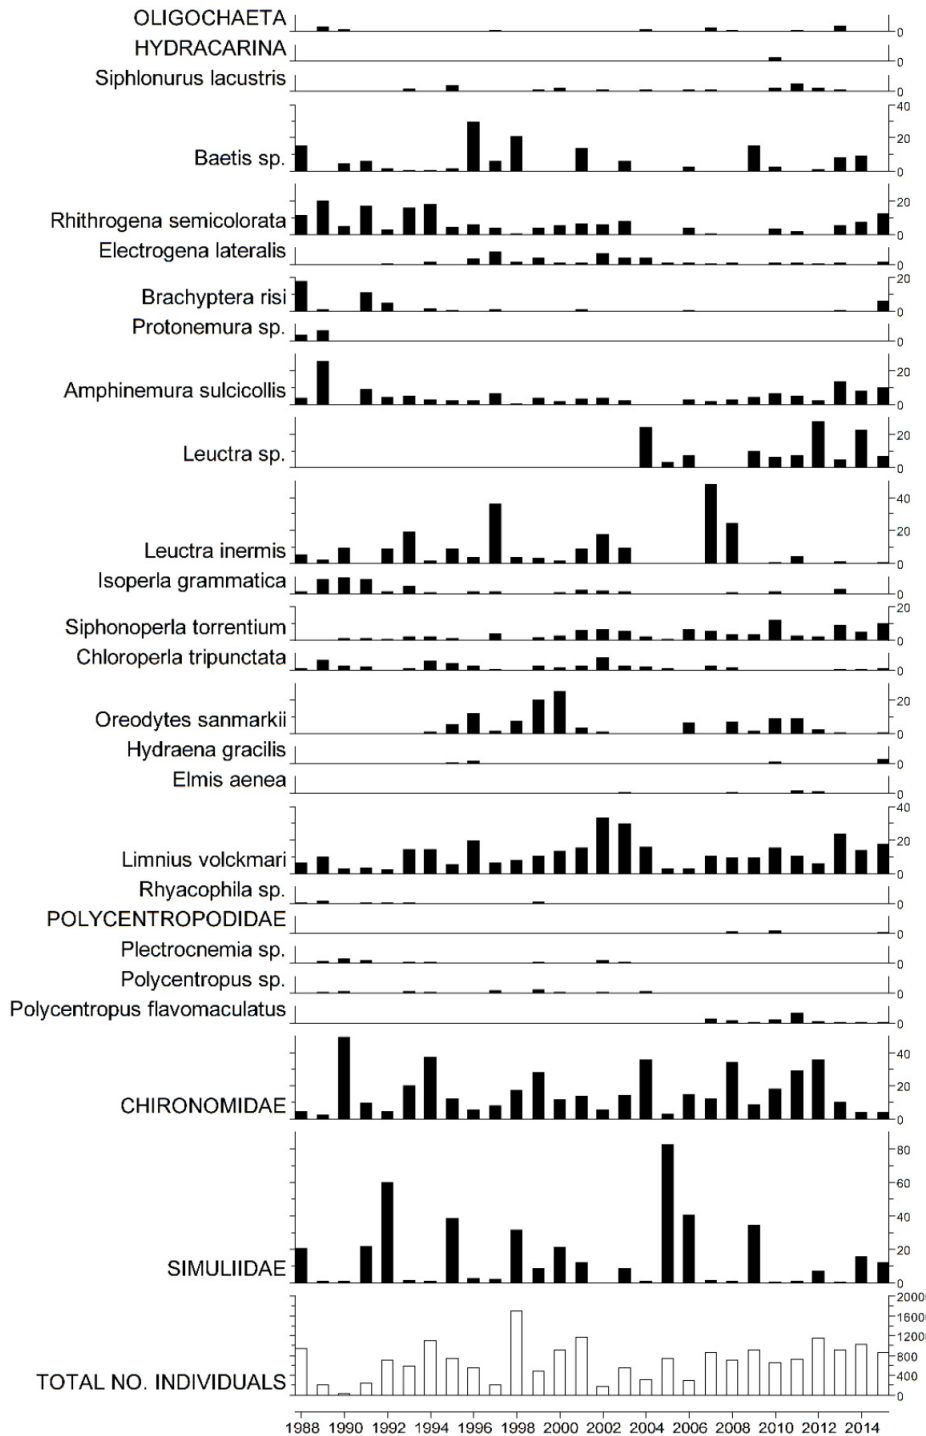 OLIGOCHAETA
0
HYDRACARINA
0
Siphlonurus lacustris
0
40
20
Baetis sp.
0
20
Rhithrogena semicolorata
0
Electrogena lateralis
0
20
Brachyptera risi
0
Protonemura sp.
0
20
Amphinemura sulcicollis
0
20
Leuctra sp.
0
40
20
Leuctra inermis
0
Isoperla grammatica
0
20
Siphonoperla torrentium
0
Chloroperla tripunctata
0
20
Oreodytes sanmarkii
0
Hydraena gracilis
0
Elmis aenea
0
40
20
Limnius volckmari
0
Rhyacophila sp.
0
POLYCENTROPODIDAE
0
Plectrocnemia sp.
0
Polycentropus sp.
0
Polycentropus flavomaculatus
0
40
20
CHIRONOMIDAE
0
80
60
40
20
SIMULIIDAE
0
2000
1600
1200
800
400
TOTAL NO. INDIVIDUALS
0
1988 1990 1992 1994 1996 1998 2000 2002 2004 2006 2008 2010 2012 2014